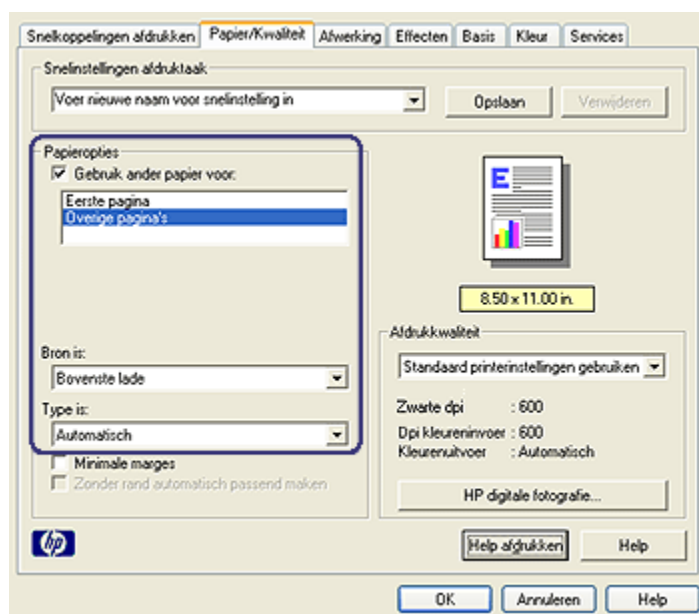 Snelkoppelingen afdrukken Papier/Kwaliteit Afwerking Effecten Basis Kleur Services
Snelinstellingen afdruktaak
Voer nieuwe naam voor snelinstelling in Opslaan Verwijderen
Papieropties
Gebruik ander papier voor:
Eerste pagina
Overige pagina's
E
8.50 x 11.00 in.
Bron is:
Bovenste lade
Type is:
Automatisch
Minimale marges
Zonder rand automatisch passend maken
Afdrukkwaliteit
Standaard printerinstellingen gebruiken
Zwarte dpi : 600
Dpi kleureninvoer : 600
Kleurenuitvoer : Automatisch
HP digitale fotografie...
hp
Help afdrukken Help
OK Annuleren Help